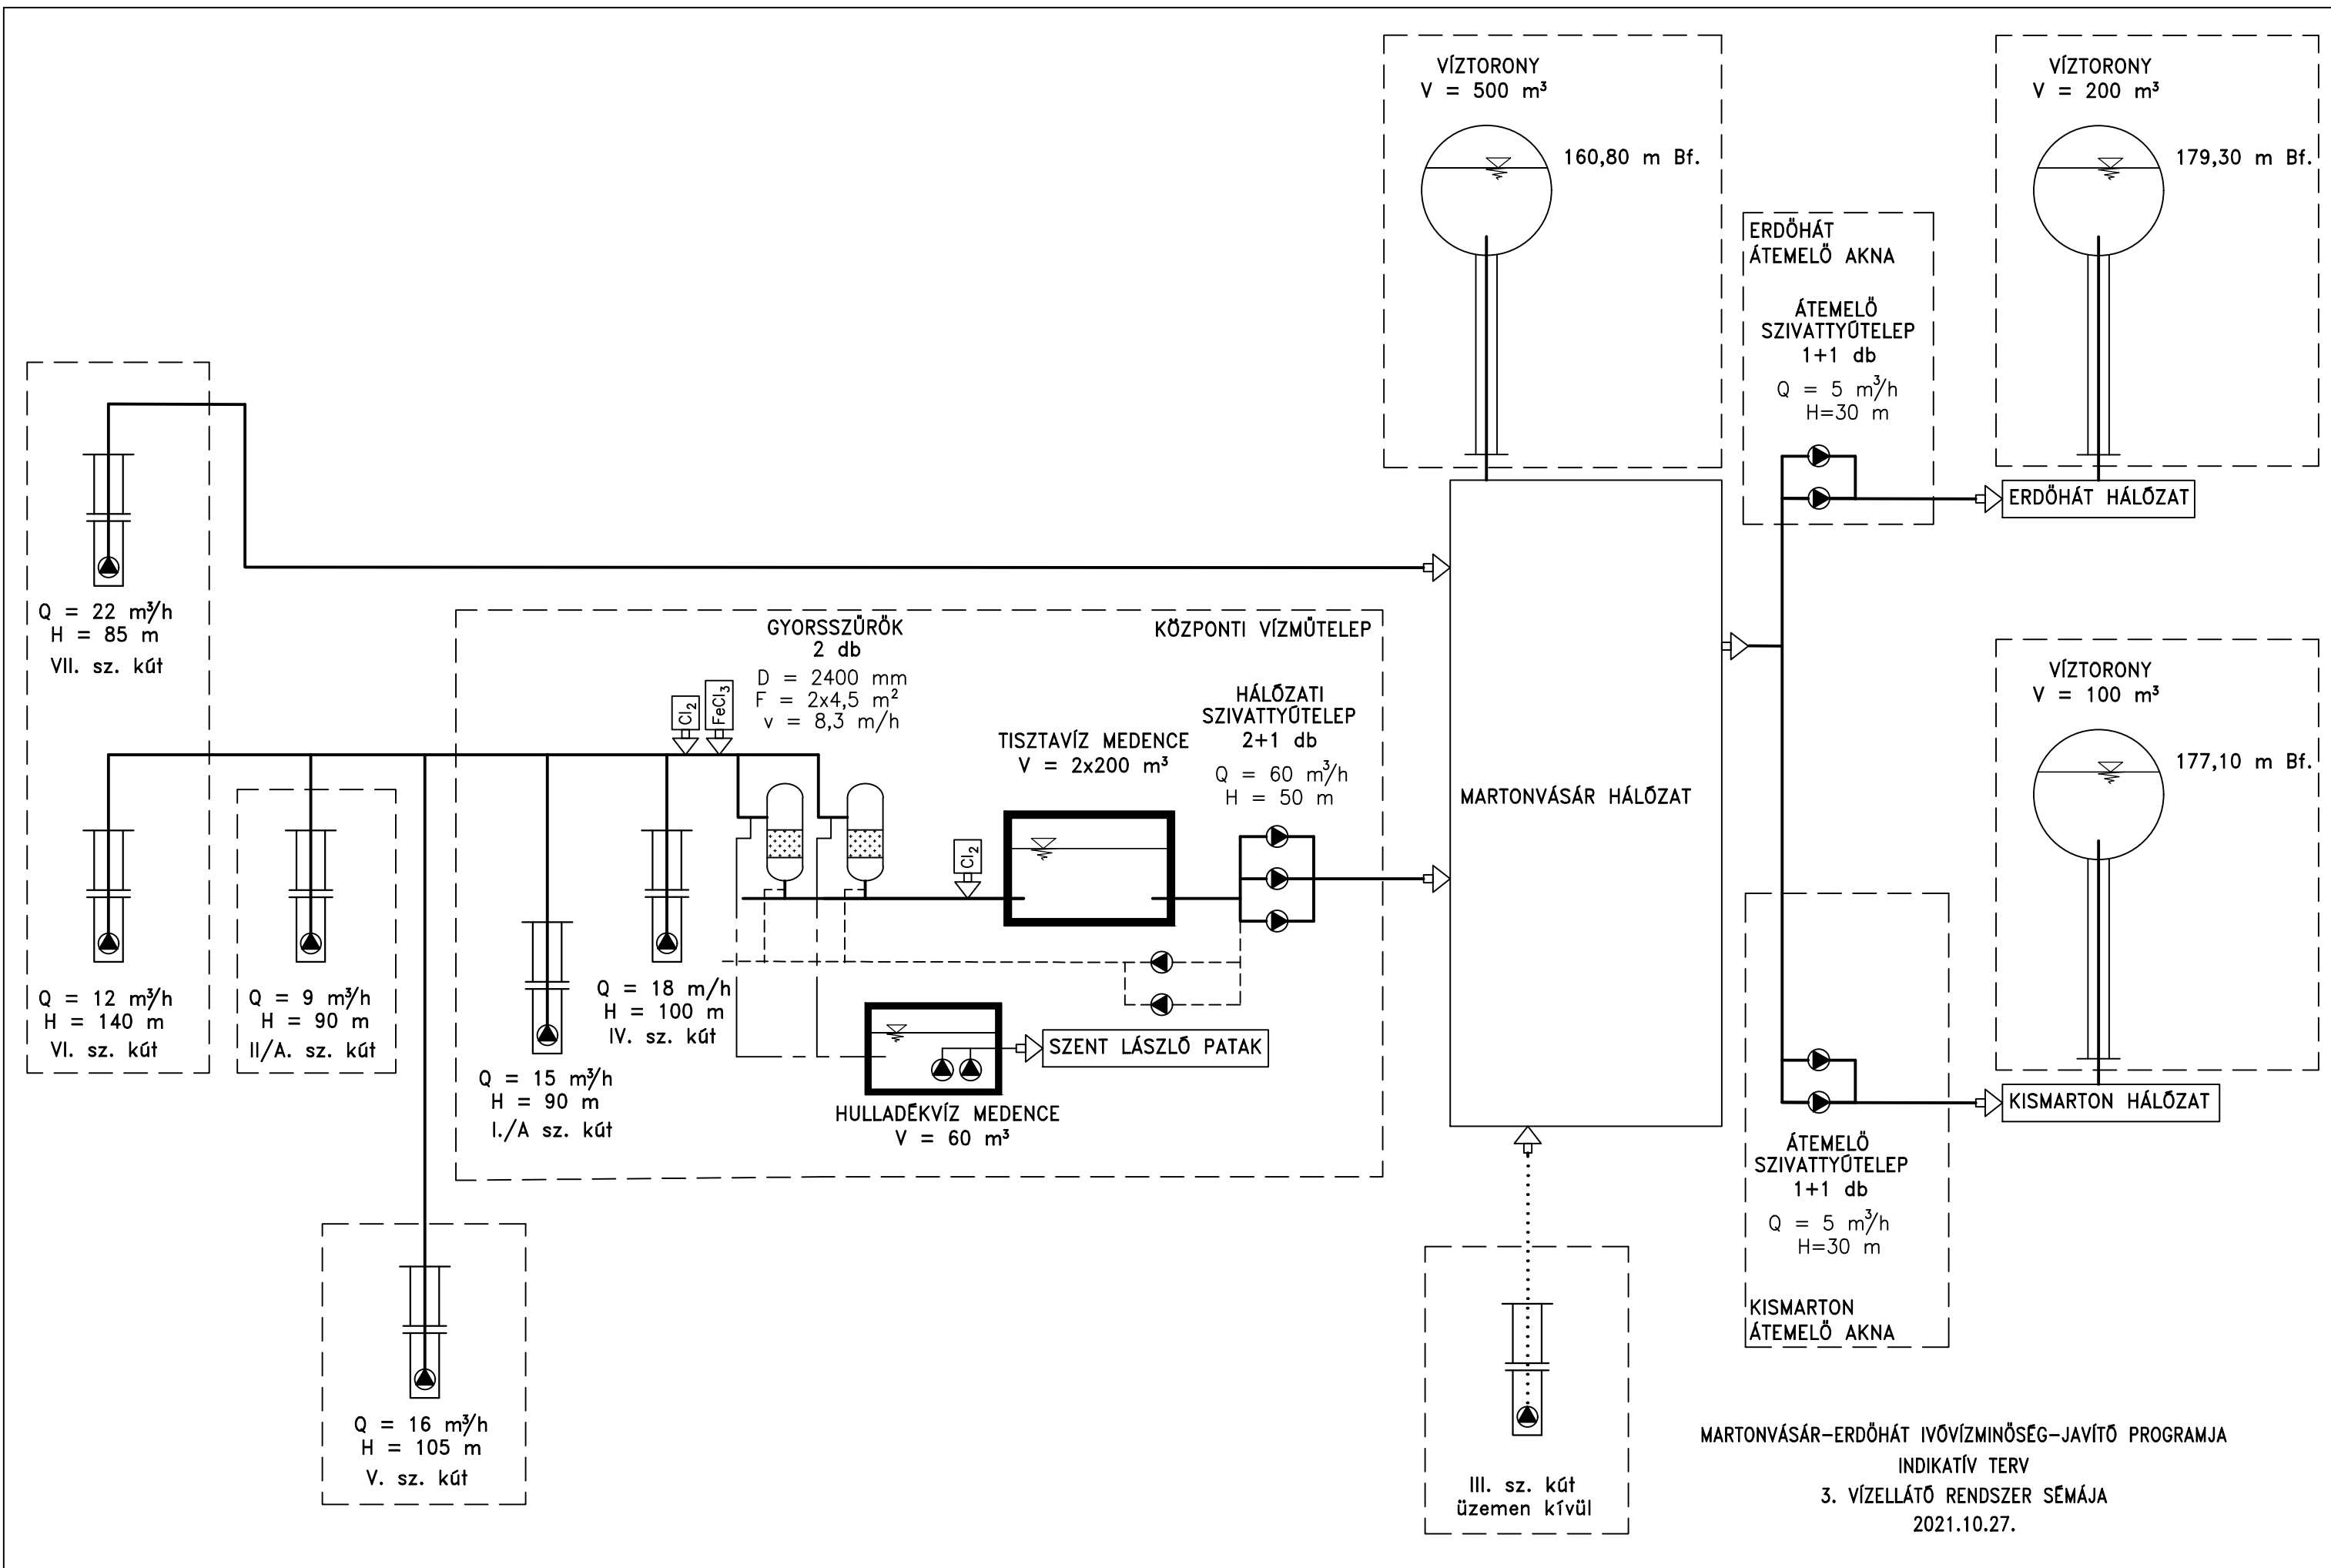 VÍZTORONY
V = 500 m³
160,80 m Bf.
VÍZTORONY
V = 200 m³
179,30 m Bf.
ERDŐHÁT
ÁTEMELŐ AKNA
ÁTEMELŐ
SZIVATTYÚTELEP
1+1 db
Q = 5 m³/h
H=30 m
ERDŐHÁT HÁLÓZAT
Q = 22 m³/h
H = 85 m
VII. sz. kút
GYORSSZŰRŐK
2 db
D = 2400 mm
F = 2x4,5 m²
v = 8,3 m/h
KÖZPONTI VÍZMŰTELEP
Cl₂
FeCl₃
TISZTAVÍZ MEDENCE
V = 2x200 m³
HÁLÓZATI
SZIVATTYÚTELEP
2+1 db
Q = 60 m³/h
H = 50 m
Cl₂
MARTONVÁSÁR HÁLÓZAT
VÍZTORONY
V = 100 m³
177,10 m Bf.
Q = 12 m³/h
H = 140 m
VI. sz. kút
Q = 9 m³/h
H = 90 m
II/A. sz. kút
Q = 18 m/h
H = 100 m
IV. sz. kút
Q = 15 m³/h
H = 90 m
I./A sz. kút
SZENT LÁSZLÓ PATAK
HULLADÉKVÍZ MEDENCE
V = 60 m³
KISMARTON HÁLÓZAT
ÁTEMELŐ
SZIVATTYÚTELEP
1+1 db
Q = 5 m³/h
H=30 m
KISMARTON
ÁTEMELŐ AKNA
Q = 16 m³/h
H = 105 m
V. sz. kút
III. sz. kút
üzemen kívül
MARTONVÁSÁR-ERDŐHÁT IVÓVÍZMINŐSÉG-JAVÍTÓ PROGRAMJA
INDIKATÍV TERV
3. VÍZELLÁTÓ RENDSZER SÉMÁJA
2021.10.27.